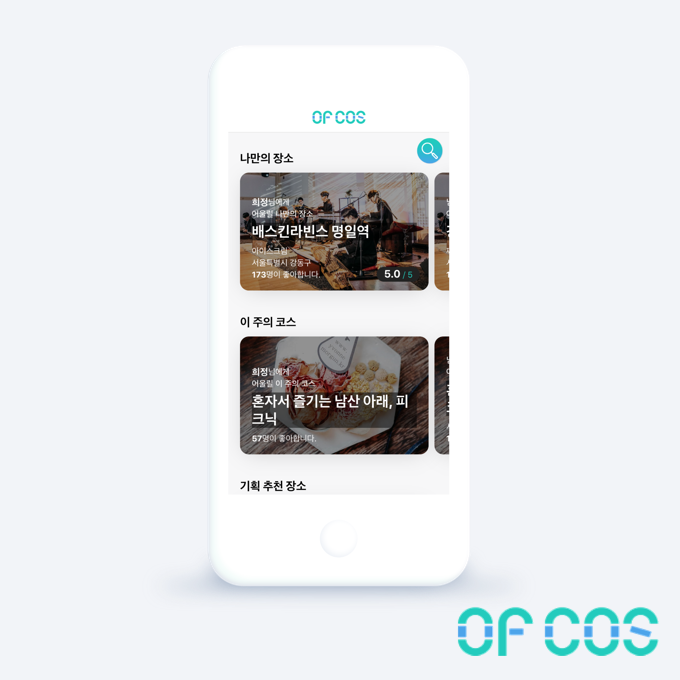 OF COS
나만의 장소
희정님에게
어울릴 나만의 장소
배스킨라빈스 명일역
아이스크림
서울특별시 강동구
173명이 좋아합니다.
5.0 / 5
이 주의 코스
희정님에게
어울릴 이 주의 코스
혼자서 즐기는 남산 아래, 피
크닉
57명이 좋아합니다.
기획 추천 장소
OF COS